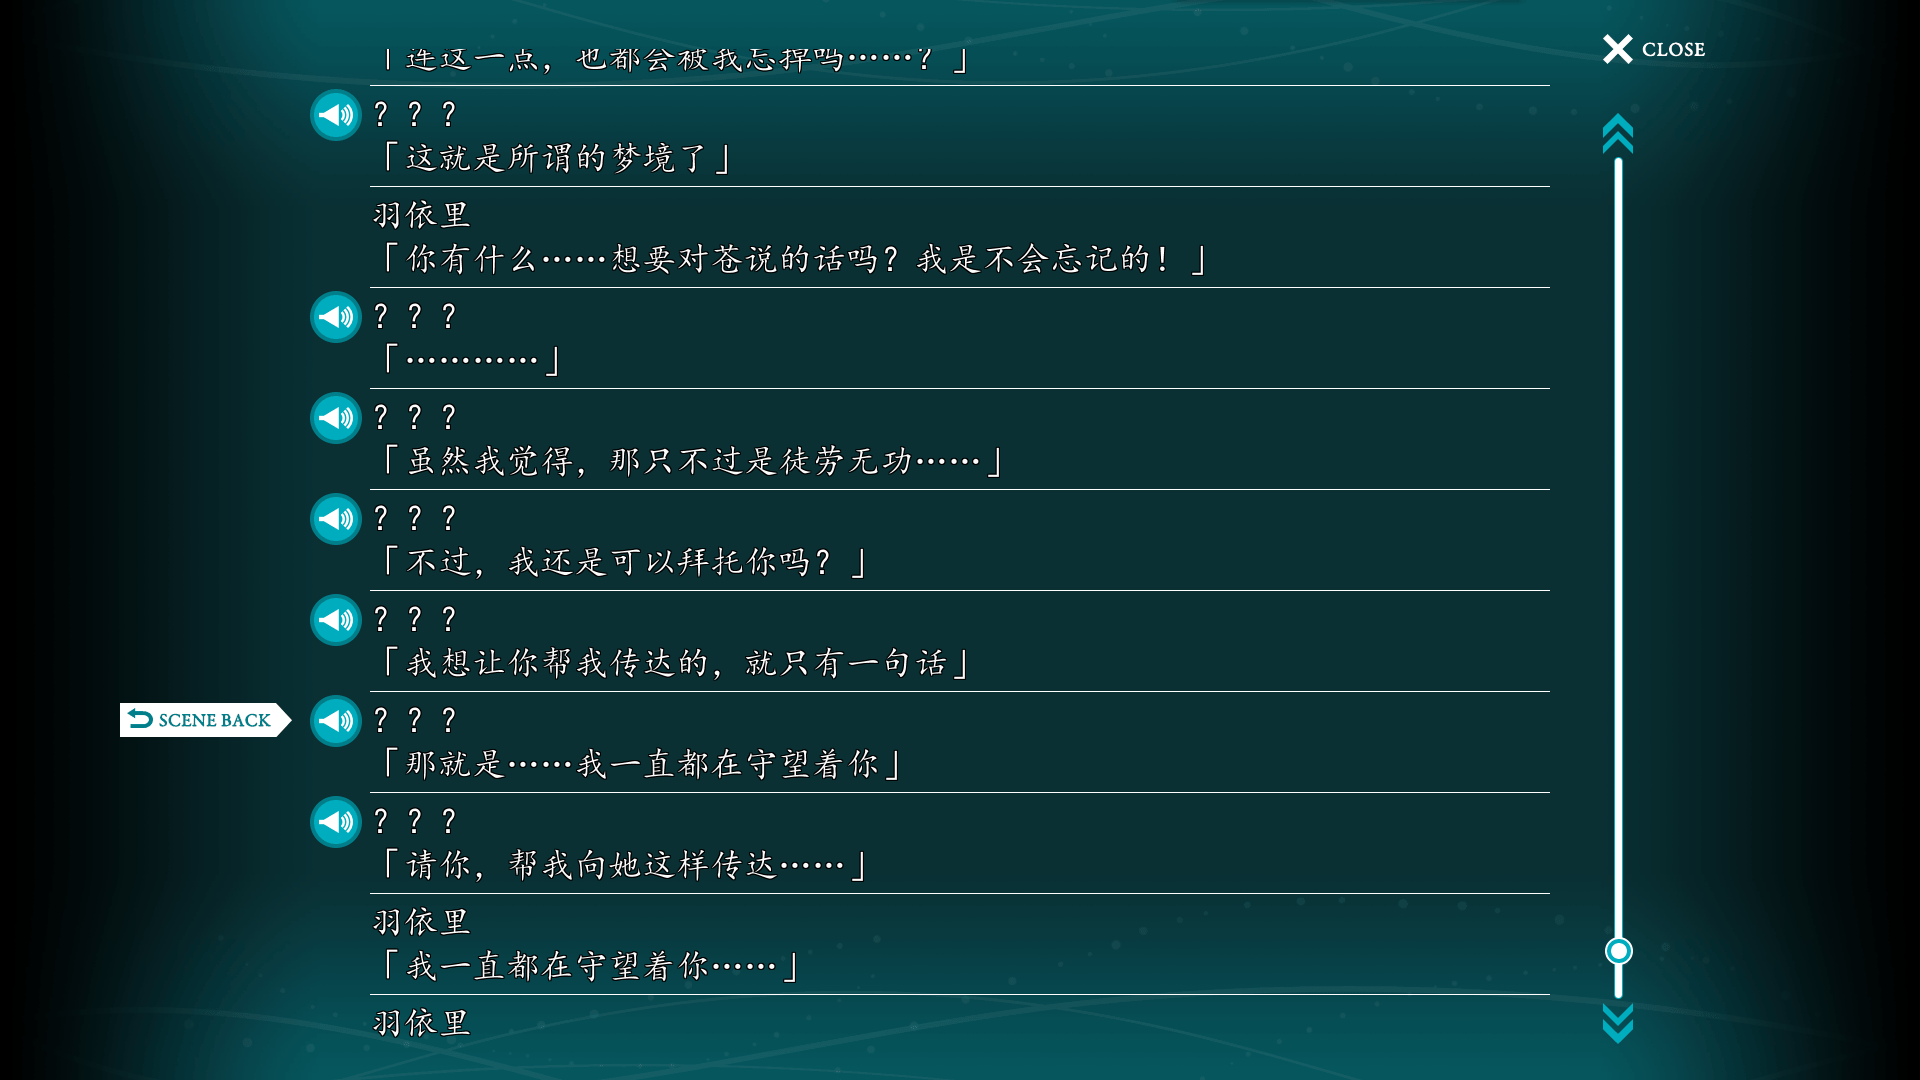 「连这一点，也都会被我忘掉吗……？」
CLOSE
？？？
「这就是所谓的梦境了」
羽依里
「你有什么……想要对苍说的话吗？我是不会忘记的！」
？？？
「…………」
？？？
「虽然我觉得，那只不过是徒劳无功……」
？？？
「不过，我还是可以拜托你吗？」
？？？
「我想让你帮我传达的，就只有一句话」
SCENE BACK
？？？
「那就是……我一直都在守望着你」
？？？
「请你，帮我向她这样传达……」
羽依里
「我一直都在守望着你……」
羽依里